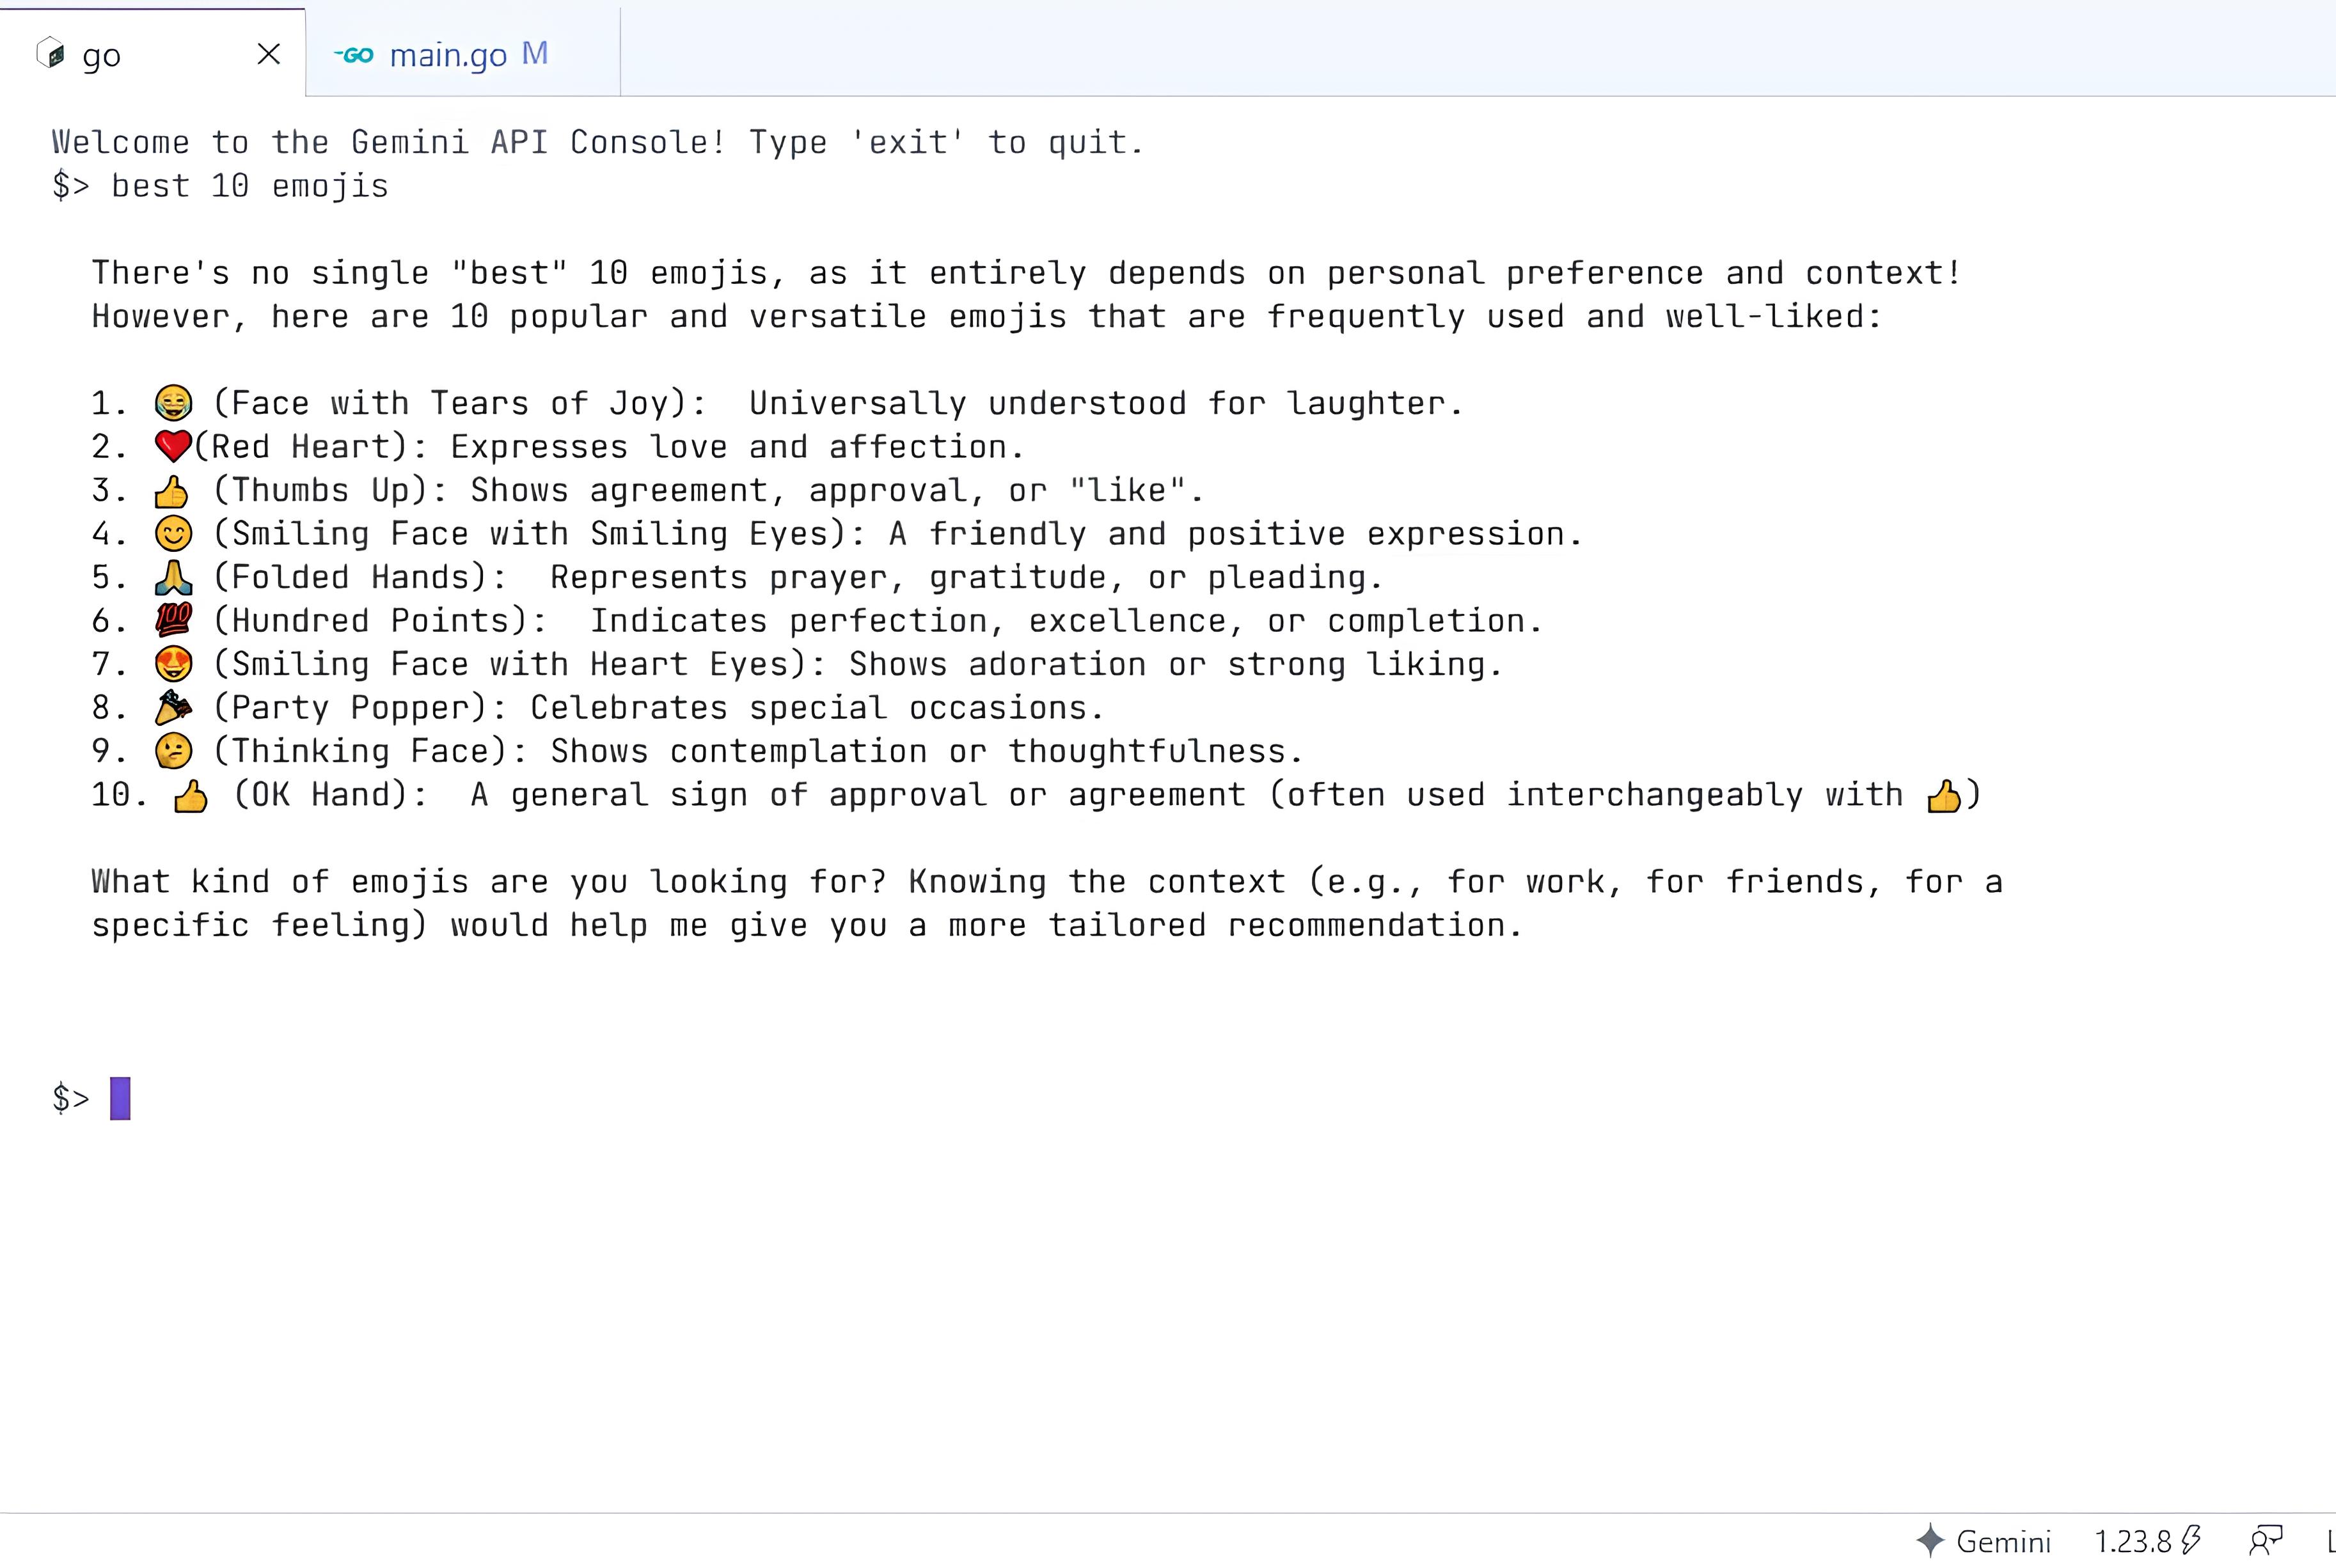 go
GO main.go M
Welcome to the Gemini API Console! Type 'exit' to quit.
$> best 10 emojis
There's no single "best" 10 emojis, as it entirely depends on personal preference and context!
However, here are 10 popular and versatile emojis that are frequently used and well-liked:
1. 😂 (Face with Tears of Joy):  Universally understood for laughter.
2. ❤️(Red Heart): Expresses love and affection.
3. 👍 (Thumbs Up): Shows agreement, approval, or "like".
4. 😊 (Smiling Face with Smiling Eyes): A friendly and positive expression.
5. 🙏 (Folded Hands):  Represents prayer, gratitude, or pleading.
6. 💯 (Hundred Points):  Indicates perfection, excellence, or completion.
7. 😍 (Smiling Face with Heart Eyes): Shows adoration or strong liking.
8. 🎉 (Party Popper): Celebrates special occasions.
9. 🤔 (Thinking Face): Shows contemplation or thoughtfulness.
10. 👍 (OK Hand):  A general sign of approval or agreement (often used interchangeably with 👍)
What kind of emojis are you looking for? Knowing the context (e.g., for work, for friends, for a
specific feeling) would help me give you a more tailored recommendation.
$>
Gemini 1.23.8